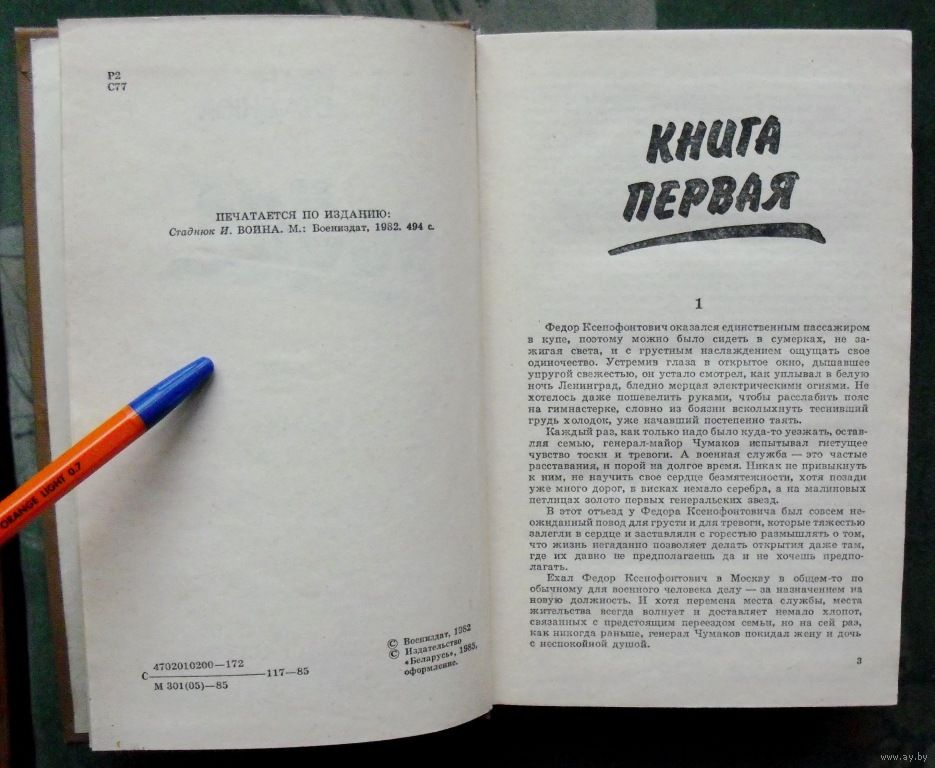 Р2
С77
ПЕЧАТАЕТСЯ ПО ИЗДАНИЮ:
Стаднюк И. ВОЙНА. М.: Воениздат, 1982. 494 с.
ORANGE LIGHT 0.7
4702010200—172
С————117—85
М 301(05)—85
© Воениздат, 1982
© Издательство
«Беларусь», 1985,
оформление.
КНИГА
ПЕРВАЯ
1
Федор Ксенофонтович оказался единственным пассажиром
в купе, поэтому можно было сидеть в сумерках, не за-
жигая света, и с грустным наслаждением ощущать свое
одиночество. Устремив глаза в открытое окно, дышавшее
упругой свежестью, он устало смотрел, как уплывал в белую
ночь Ленинград, бледно мерцая электрическими огнями. Не
хотелось даже пошевелить руками, чтобы расслабить пояс
на гимнастерке, словно из боязни всколыхнуть теснивший
грудь холодок, уже начавший постепенно таять.
Каждый раз, как только надо было куда-то уезжать, остав-
ляя семью, генерал-майор Чумаков испытывал гнетущее
чувство тоски и тревоги. А военная служба — это частые
расставания, и порой на долгое время. Никак не привыкнуть
к ним, не научить свое сердце безмятежности, хотя позади
уже много дорог, в висках немало серебра, а на малиновых
петлицах золото первых генеральских звезд.
В этот отъезд у Федора Ксенофонтовича был совсем не-
ожиданный повод для грусти и для тревоги, которые тяжестью
залегли в сердце и заставляли с горестью размышлять о том,
что жизнь негаданно позволяет делать открытия даже там,
где их давно не предполагаешь да и не хочешь предпо-
лагать.
Ехал Федор Ксенофонтович в Москву в общем-то по
обычному для военного человека делу — за назначением на
новую должность. И хотя перемена места службы, места
жительства всегда волнует и доставляет немало хлопот,
связанных с предстоящим переездом семьи, но на сей раз,
как никогда раньше, генерал Чумаков покидал жену и дочь
с неспокойной душой.
3
www.ay.by